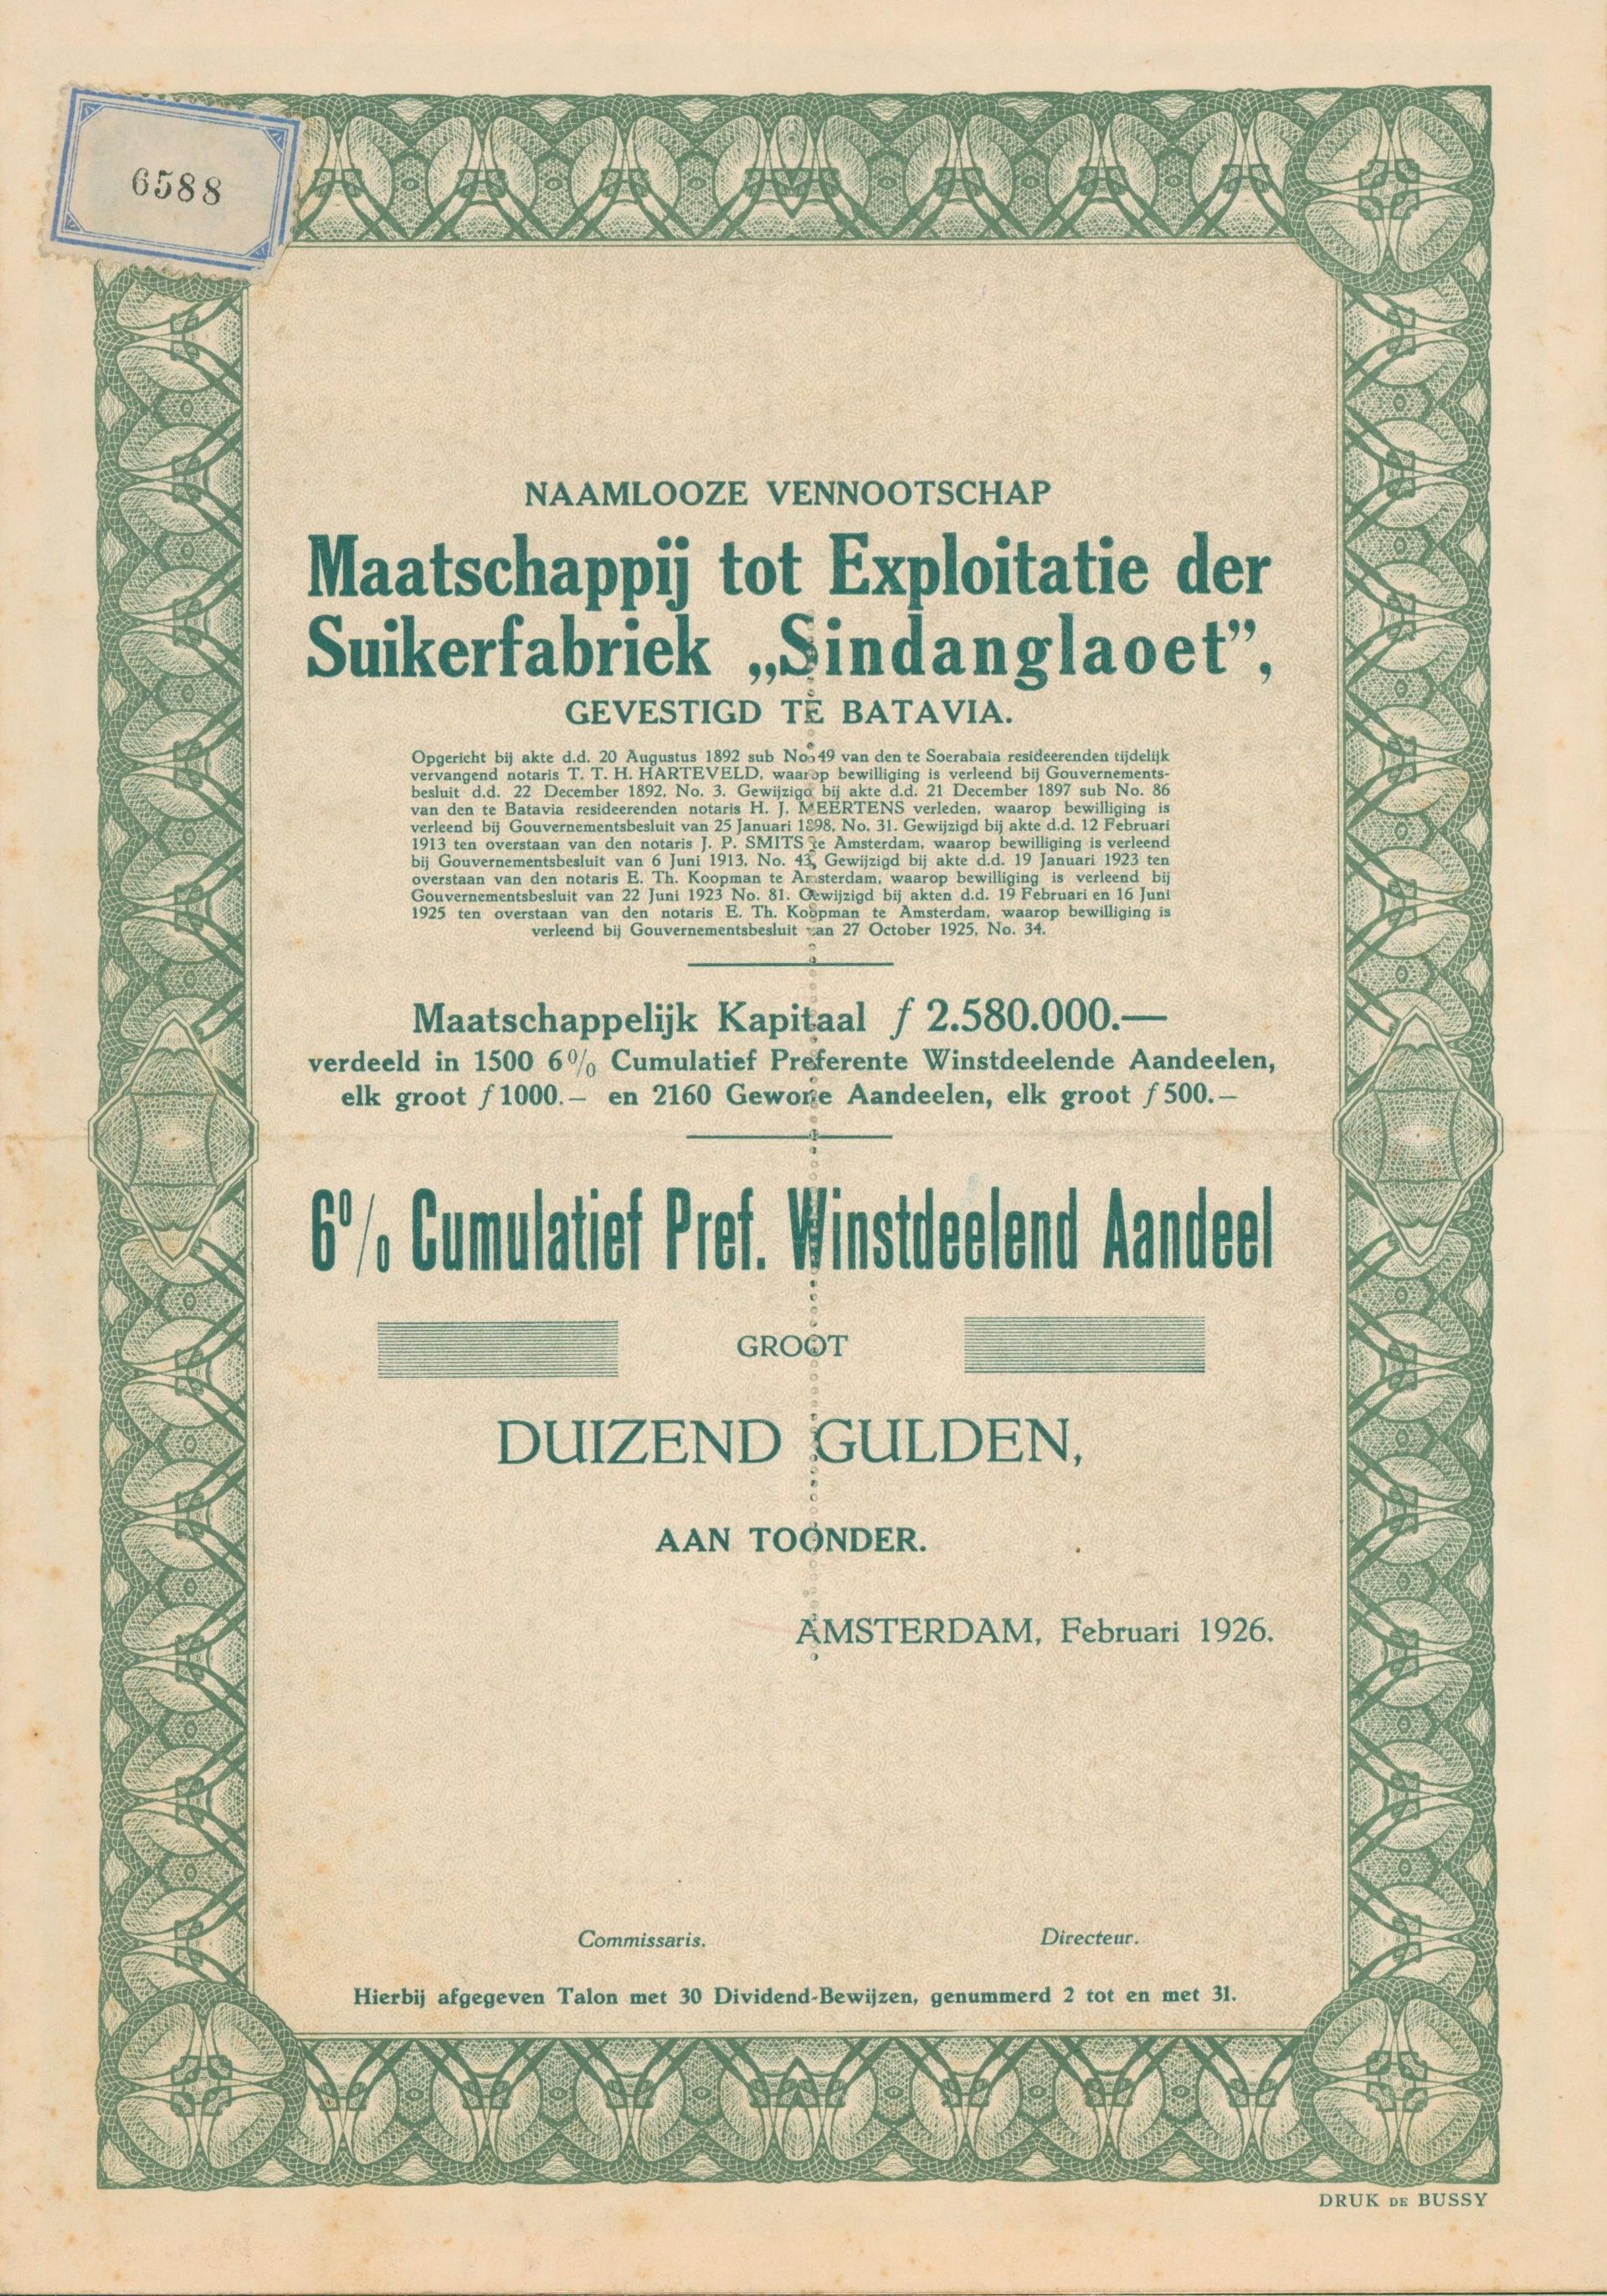 6588
NAAMLOOZE VENNOOTSCHAP
Maatschappij tot Exploitatie der
Suikerfabriek „Sindanglaoet”,
GEVESTIGD TE BATAVIA.
Opgericht bij akte d.d. 20 Augustus 1892 sub No. 49 van den te Soerabaia resideerenden tijdelijk
vervangend notaris T. T. H. HARTEVELD, waarop bewilliging is verleend bij Gouvernements-
besluit d.d. 22 December 1892, No. 3. Gewijzigd bij akte d.d. 21 December 1897 sub No. 86
van den te Batavia resideerenden notaris H. J. MEERTENS verleden, waarop bewilliging is
verleend bij Gouvernementsbesluit van 25 Januari 1898, No. 31. Gewijzigd bij akte d.d. 12 Februari
1913 ten overstaan van den notaris J. P. SMITS te Amsterdam, waarop bewilliging is verleend
bij Gouvernementsbesluit van 6 Juni 1913, No. 43. Gewijzigd bij akte d.d. 19 Januari 1923 ten
overstaan van den notaris E. Th. Koopman te Amsterdam, waarop bewilliging is verleend bij
Gouvernementsbesluit van 22 Juni 1923 No. 81. Gewijzigd bij akten d.d. 19 Februari en 16 Juni
1925 ten overstaan van den notaris E. Th. Koopman te Amsterdam, waarop bewilliging is
verleend bij Gouvernementsbesluit van 27 October 1925, No. 34.
Maatschappelijk Kapitaal ƒ 2.580.000.—
verdeeld in 1500 6% Cumulatief Preferente Winstdeelende Aandeelen,
elk groot ƒ 1000.— en 2160 Gewone Aandeelen, elk groot ƒ 500.—
6% Cumulatief Pref. Winstdeelend Aandeel
GROOT
DUIZEND GULDEN,
AAN TOONDER.
AMSTERDAM, Februari 1926.
Commissaris. Directeur.
Hierbij afgegeven Talon met 30 Dividend-Bewijzen, genummerd 2 tot en met 31.
DRUK DE BUSSY